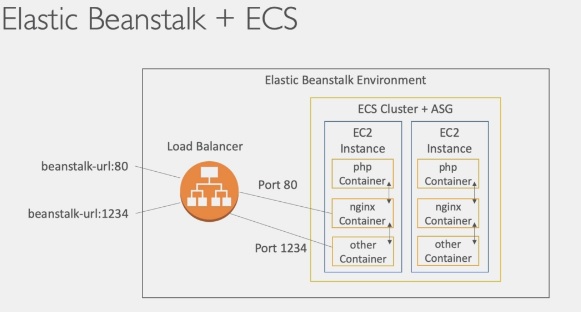 Elastic Beanstalk + ECS
Elastic Beanstalk Environment
ECS Cluster + ASG
Load Balancer
beanstalk-url:80
beanstalk-url:1234
Port 80
Port 1234
EC2
Instance
php
Container
nginx
Container
other
Container
EC2
Instance
php
Container
nginx
Container
other
Container